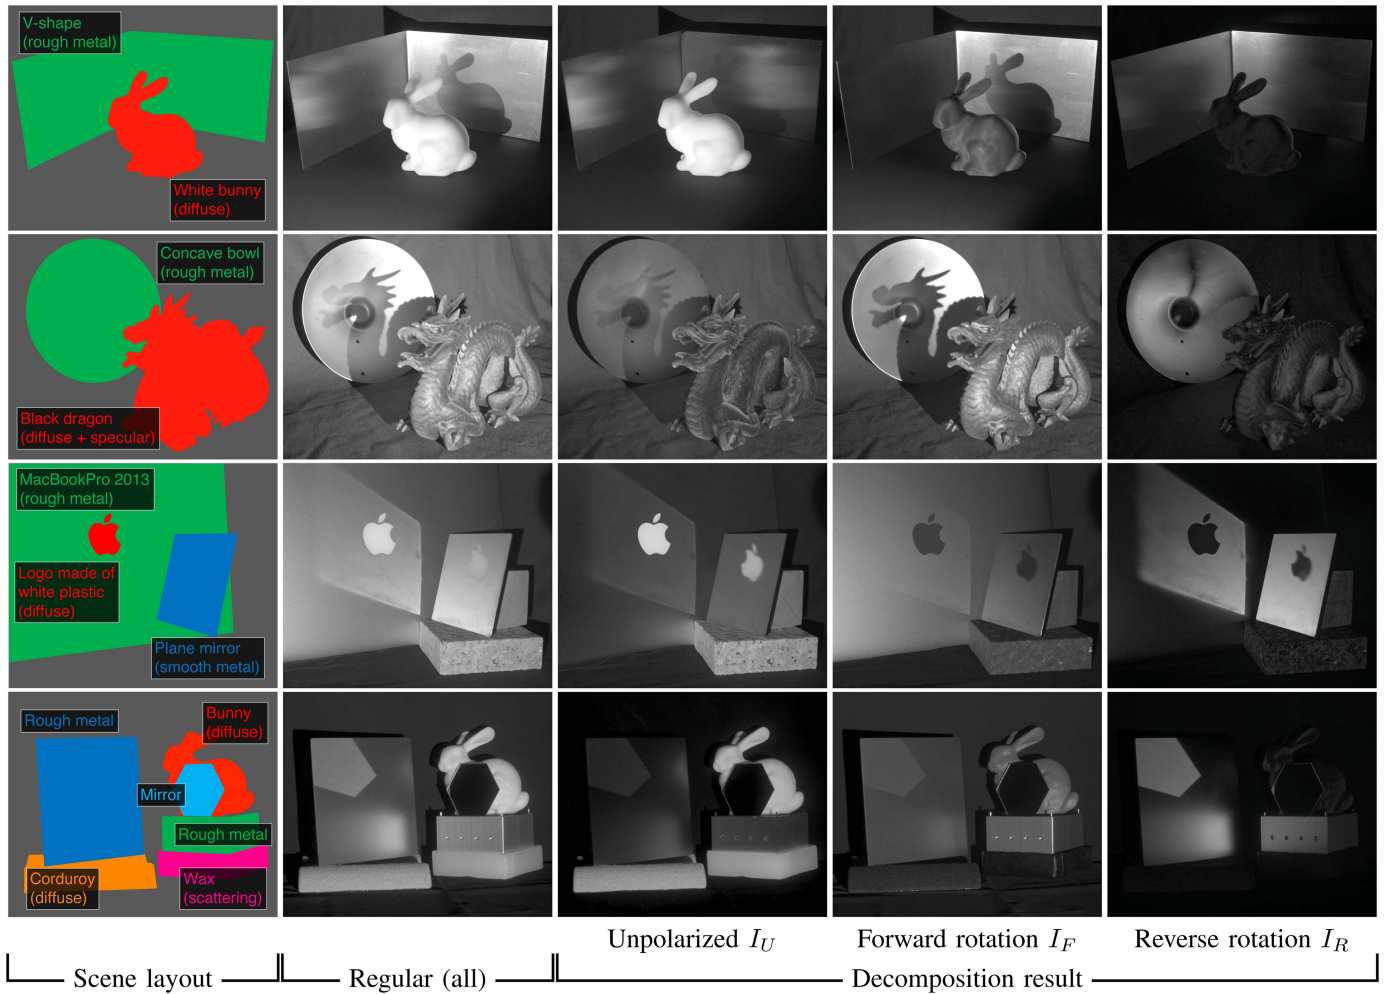 V-shape
(rough metal)
White bunny
(diffuse)
Concave bowl
(rough metal)
Black dragon
(diffuse + specular)
MacBookPro 2013
(rough metal)
Logo made of
white plastic
(diffuse)
Plane mirror
(smooth metal)
Rough metal
Bunny
(diffuse)
Mirror
Rough metal
Corduroy
(diffuse)
Wax
(scattering)
Unpolarized I_U
Forward rotation I_F
Reverse rotation I_R
Scene layout
Regular (all)
Decomposition result